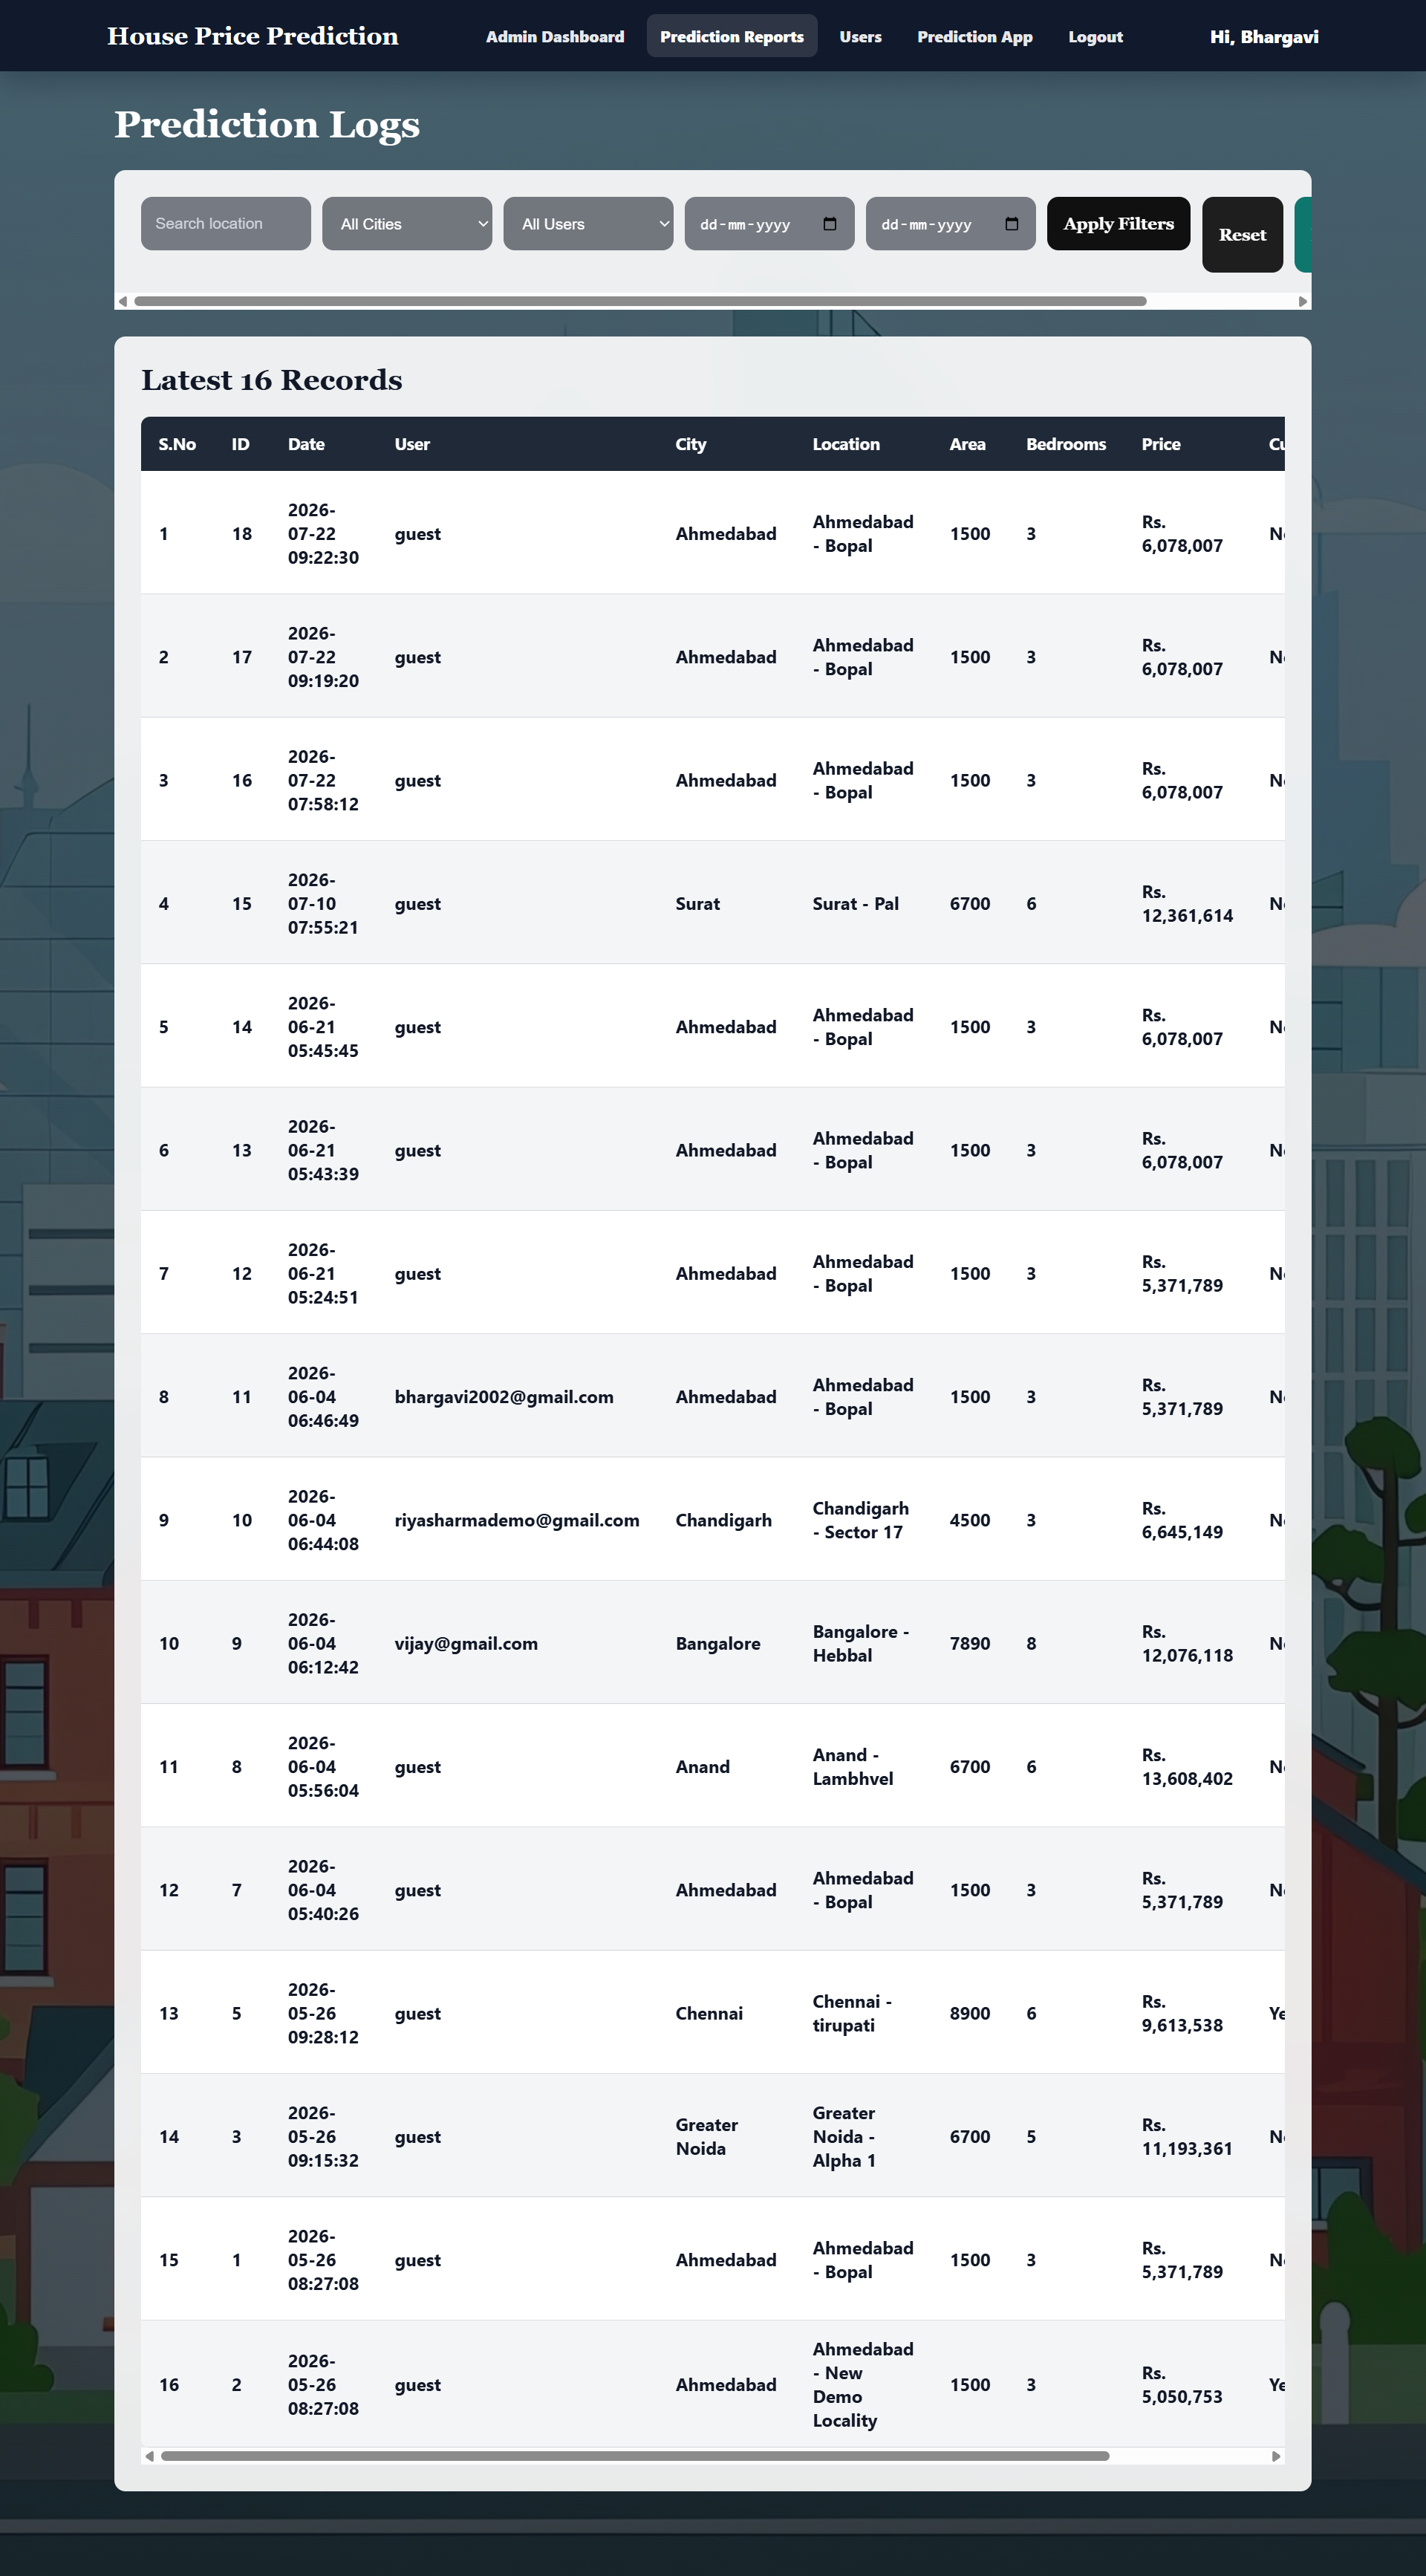 House Price Prediction Admin Dashboard Prediction Reports Users Prediction App Logout Hi, Bhargavi
Prediction Logs
Search location All Cities All Users dd-mm-yyyy dd-mm-yyyy Apply Filters Reset
Latest 16 Records
S.No ID Date User City Location Area Bedrooms Price
1 18 2026-07-22 09:22:30 guest Ahmedabad Ahmedabad - Bopal 1500 3 Rs. 6,078,007
2 17 2026-07-22 09:19:20 guest Ahmedabad Ahmedabad - Bopal 1500 3 Rs. 6,078,007
3 16 2026-07-22 07:58:12 guest Ahmedabad Ahmedabad - Bopal 1500 3 Rs. 6,078,007
4 15 2026-07-10 07:55:21 guest Surat Surat - Pal 6700 6 Rs. 12,361,614
5 14 2026-06-21 05:45:45 guest Ahmedabad Ahmedabad - Bopal 1500 3 Rs. 6,078,007
6 13 2026-06-21 05:43:39 guest Ahmedabad Ahmedabad - Bopal 1500 3 Rs. 6,078,007
7 12 2026-06-21 05:24:51 guest Ahmedabad Ahmedabad - Bopal 1500 3 Rs. 5,371,789
8 11 2026-06-04 06:46:49 bhargavi2002@gmail.com Ahmedabad Ahmedabad - Bopal 1500 3 Rs. 5,371,789
9 10 2026-06-04 06:44:08 riyasharmademo@gmail.com Chandigarh Chandigarh - Sector 17 4500 3 Rs. 6,645,149
10 9 2026-06-04 06:12:42 vijay@gmail.com Bangalore Bangalore - Hebbal 7890 8 Rs. 12,076,118
11 8 2026-06-04 05:56:04 guest Anand Anand - Lambhvel 6700 6 Rs. 13,608,402
12 7 2026-06-04 05:40:26 guest Ahmedabad Ahmedabad - Bopal 1500 3 Rs. 5,371,789
13 5 2026-05-26 09:28:12 guest Chennai Chennai - tirupati 8900 6 Rs. 9,613,538
14 3 2026-05-26 09:15:32 guest Greater Noida Greater Noida - Alpha 1 6700 5 Rs. 11,193,361
15 1 2026-05-26 08:27:08 guest Ahmedabad Ahmedabad - Bopal 1500 3 Rs. 5,371,789
16 2 2026-05-26 08:27:08 guest Ahmedabad Ahmedabad - New Demo Locality 1500 3 Rs. 5,050,753